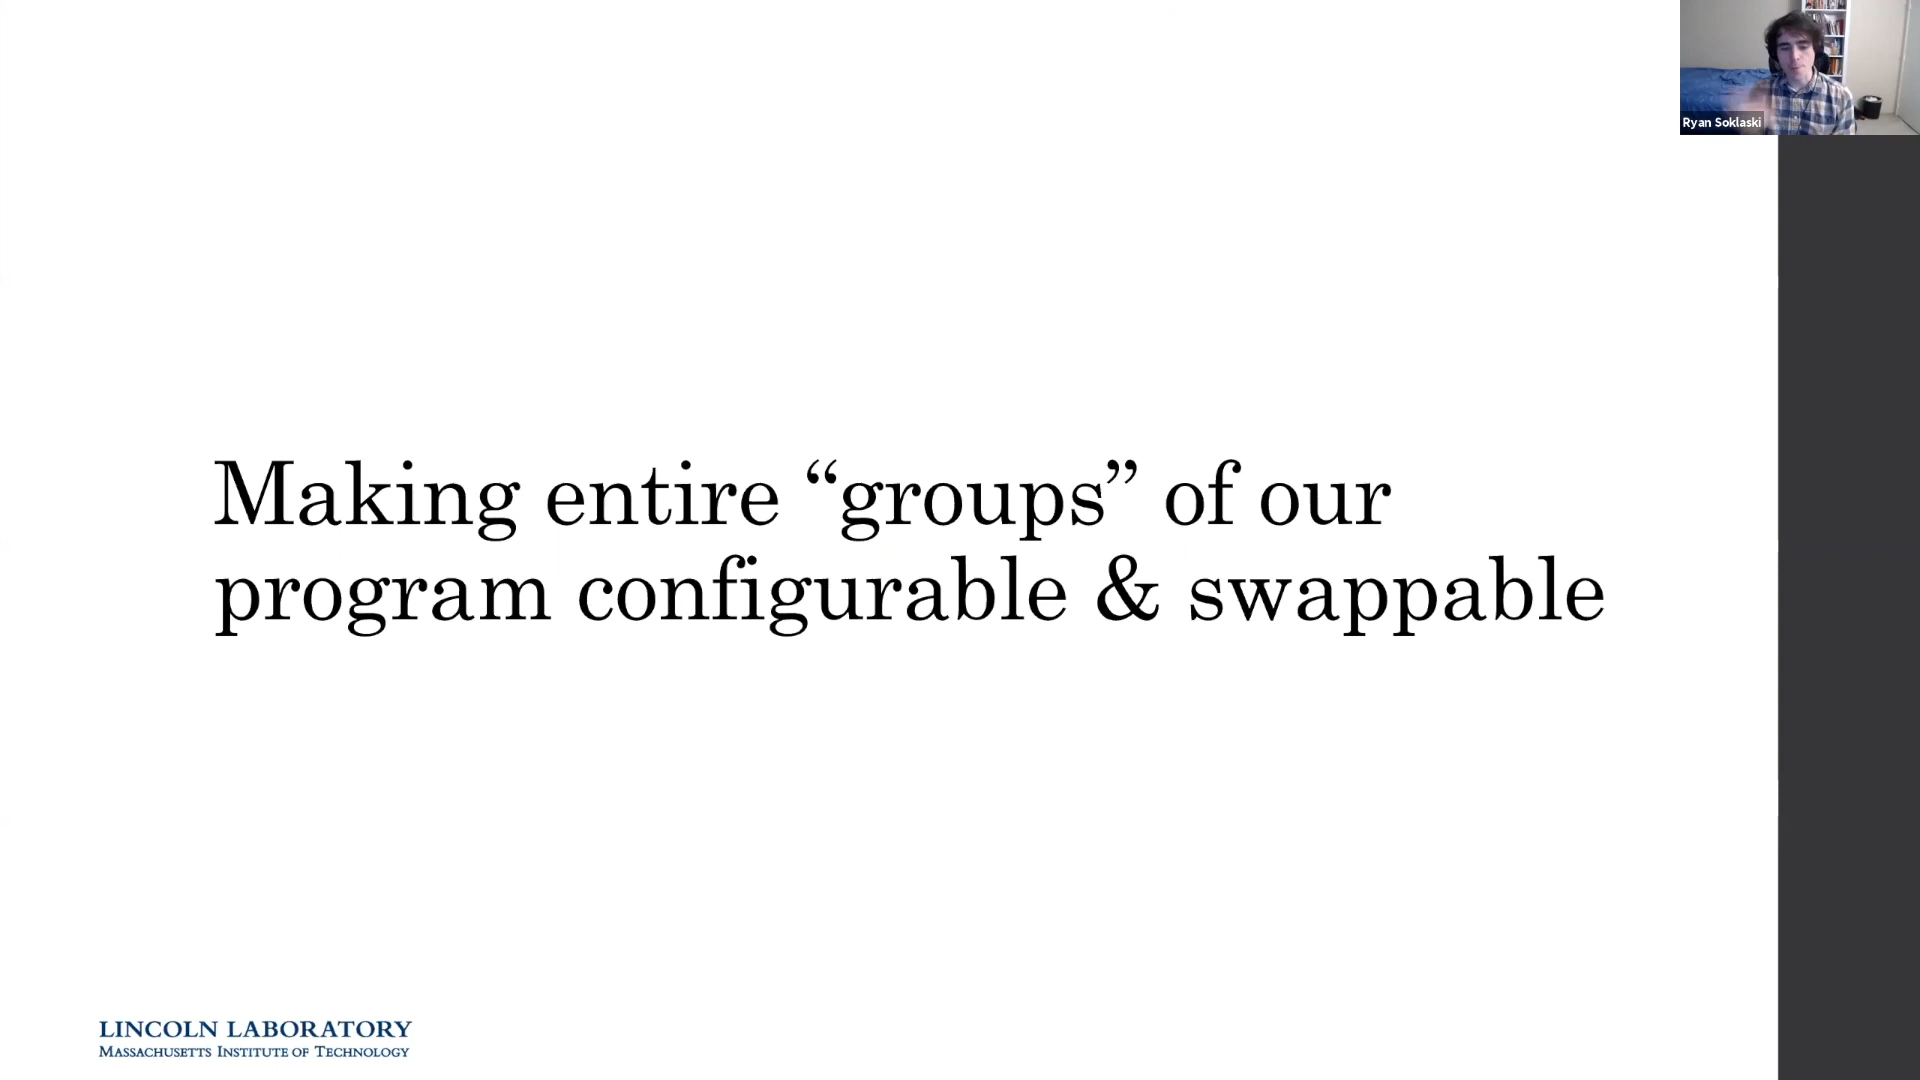 Ryan Soklaski
Making entire “groups” of our
program configurable & swappable
LINCOLN LABORATORY
MASSACHUSETTS INSTITUTE OF TECHNOLOGY